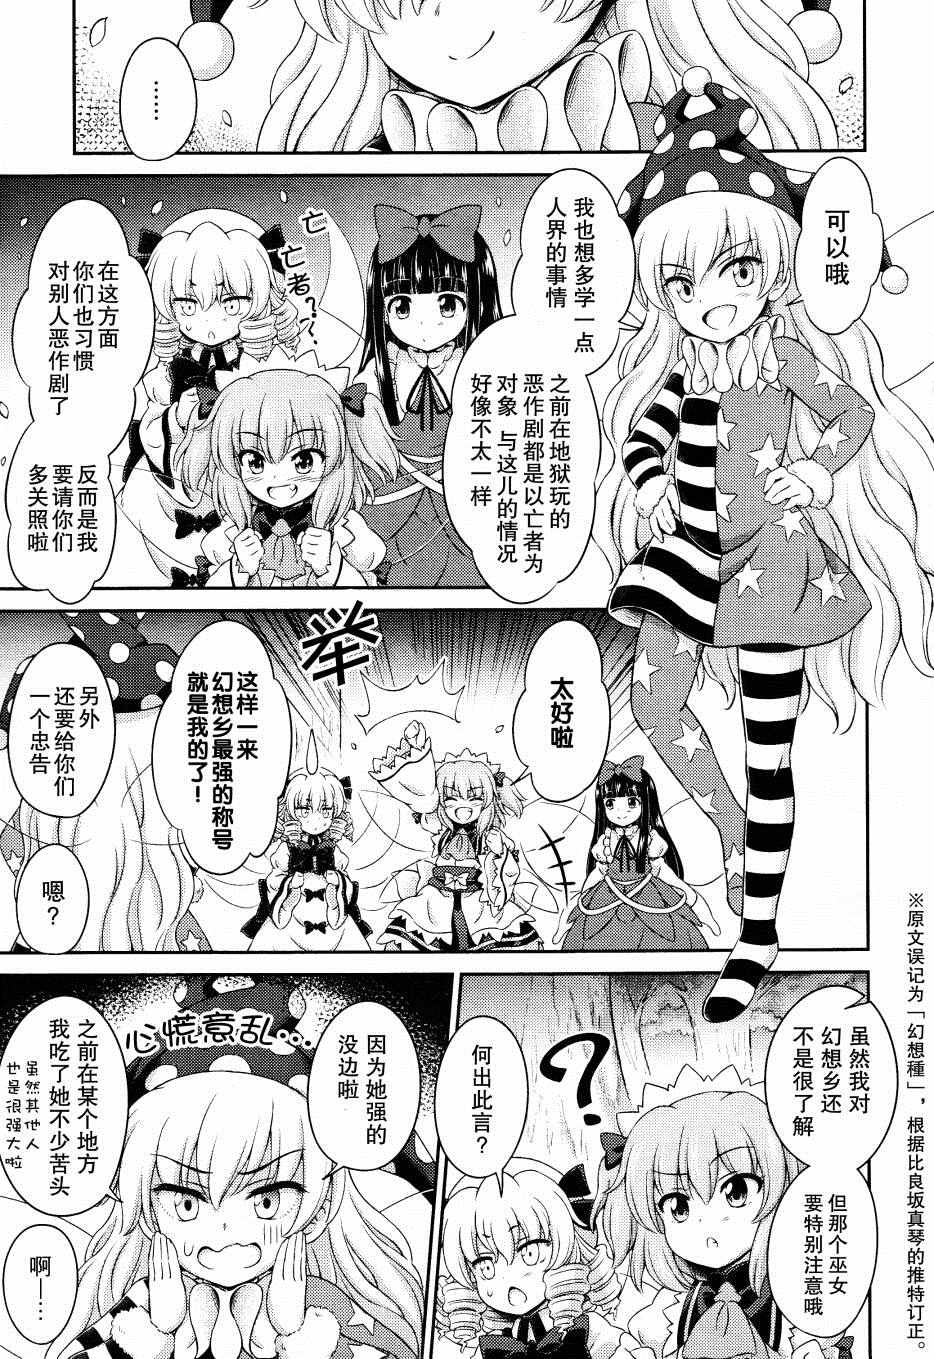 ……
可以哦
我也想多学一点
人界的事情
之前在地狱玩的
恶作剧都是以亡者为
对象 与这儿的情况
好像不太一样
亡
亡者？
在这方面
你们也习惯
对别人恶作剧了
反而是我
要请你们
多关照啦
太好啦
举
这样一来
幻想乡最强的称号
就是我的了！
另外
还要给你们
一个忠告
嗯？
虽然我对
幻想乡还
不是很了解
但那个巫女
要特别注意哦
？
何出此言？
因为她强的
没边啦
心慌意乱…
之前在某个地方
我吃了她不少苦头
虽然其他人
也是很强大啦
啊——…
※原文误记为「幻想種」，根据比良坂真琴的推特订正。